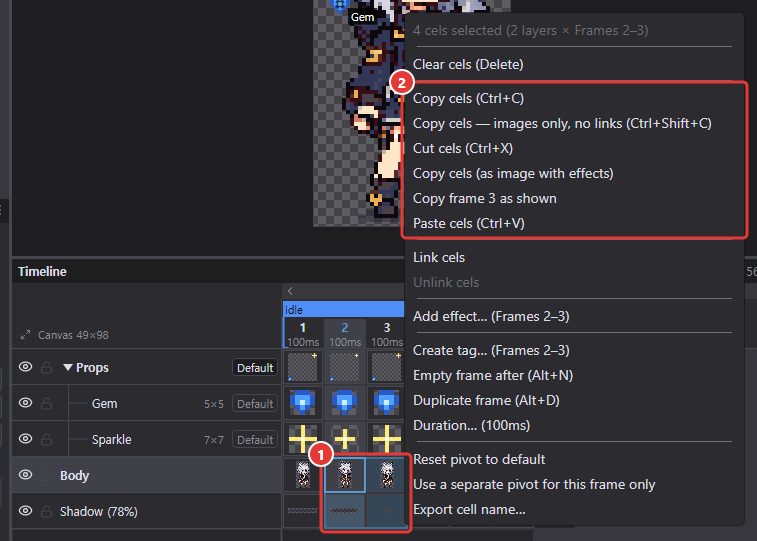 Gem
4 cels selected (2 layers × Frames 2–3)
Clear cels (Delete)
2
Copy cels (Ctrl+C)
Copy cels — images only, no links (Ctrl+Shift+C)
Cut cels (Ctrl+X)
Copy cels (as image with effects)
Copy frame 3 as shown
Paste cels (Ctrl+V)
Link cels
Unlink cels
Add effect... (Frames 2–3)
Create tag... (Frames 2–3)
Empty frame after (Alt+N)
Duplicate frame (Alt+D)
Duration... (100ms)
Reset pivot to default
Use a separate pivot for this frame only
Export cell name...
Timeline
56
idle
Canvas 49×98
1 2 3
100ms 100ms 100ms
Props Default
Gem 5×5 Default
Sparkle 7×7 Default
1
Body
Shadow (78%)